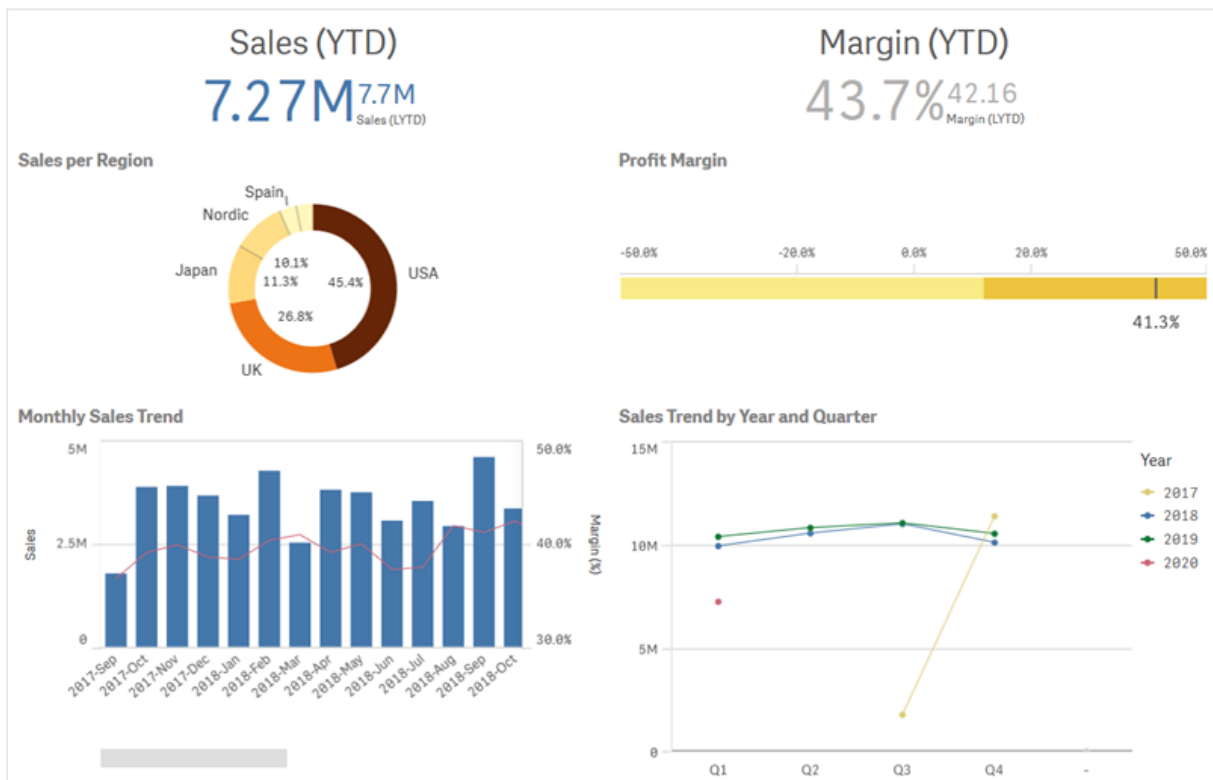 Sales (YTD)
7.27M 7.7M
Sales (LYTD)
Margin (YTD)
43.7% 42.16
Margin (LYTD)
Sales per Region
Spain
Nordic
Japan
USA
UK
10.1%
11.3%
45.4%
26.8%
Profit Margin
-50.0% -20.0% 0.0% 20.0% 50.0%
41.3%
Monthly Sales Trend
5M
2.5M
0
Sales
50.0%
40.0%
30.0%
Margin (%)
2017-Sep
2017-Oct
2017-Nov
2017-Dec
2018-Jan
2018-Feb
2018-Mar
2018-Apr
2018-May
2018-Jun
2018-Jul
2018-Aug
2018-Sep
2018-Oct
Sales Trend by Year and Quarter
15M
10M
5M
0
Q1 Q2 Q3 Q4 -
Year
2017
2018
2019
2020